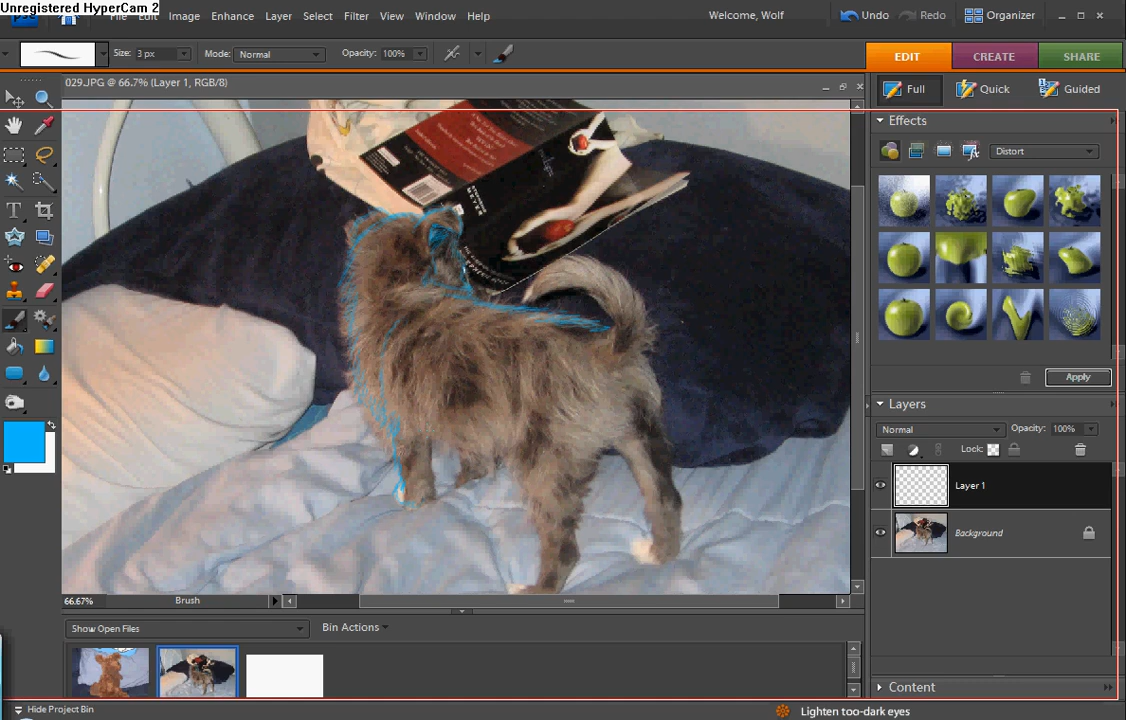 Unregistered HyperCam 2
File Edit Image Enhance Layer Select Filter View Window Help
Welcome, Wolf
Undo Redo Organizer
Size: 3 px Mode: Normal Opacity: 100%
EDIT CREATE SHARE
029.JPG @ 66.7% (Layer 1, RGB/8)
Full Quick Guided
Effects
Distort
Apply
Layers
Normal Opacity: 100%
Lock:
Layer 1
Background
66.67% Brush
Show Open Files Bin Actions
Content
Hide Project Bin Lighten too-dark eyes